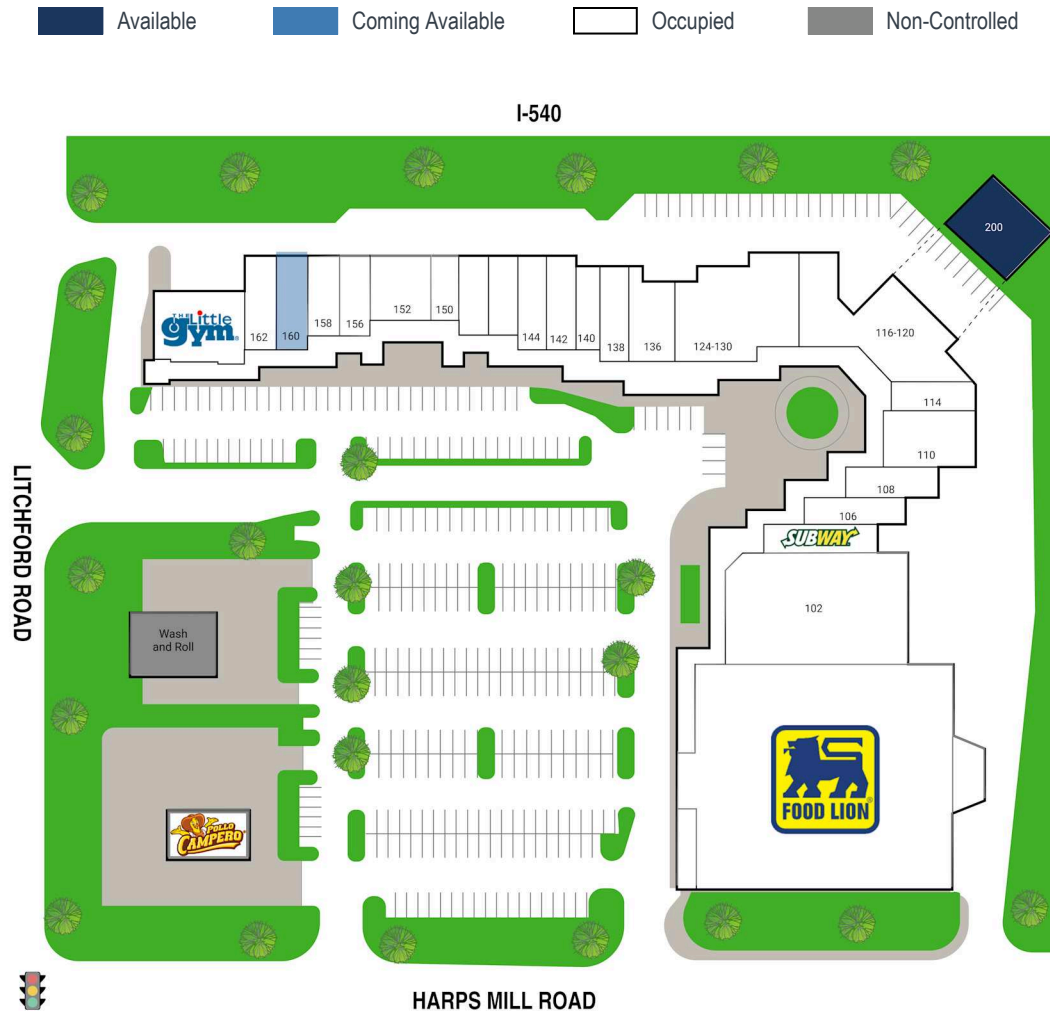 Available
Coming Available
Occupied
Non-Controlled
I-540
200
THE Little
gym
162
160
158
156
152
150
144
142
140
138
136
124-130
116-120
114
110
108
106
SUBWAY
102
LITCHFORD ROAD
Wash
and Roll
POLLO
CAMPERO
FOOD LION
HARPS MILL ROAD